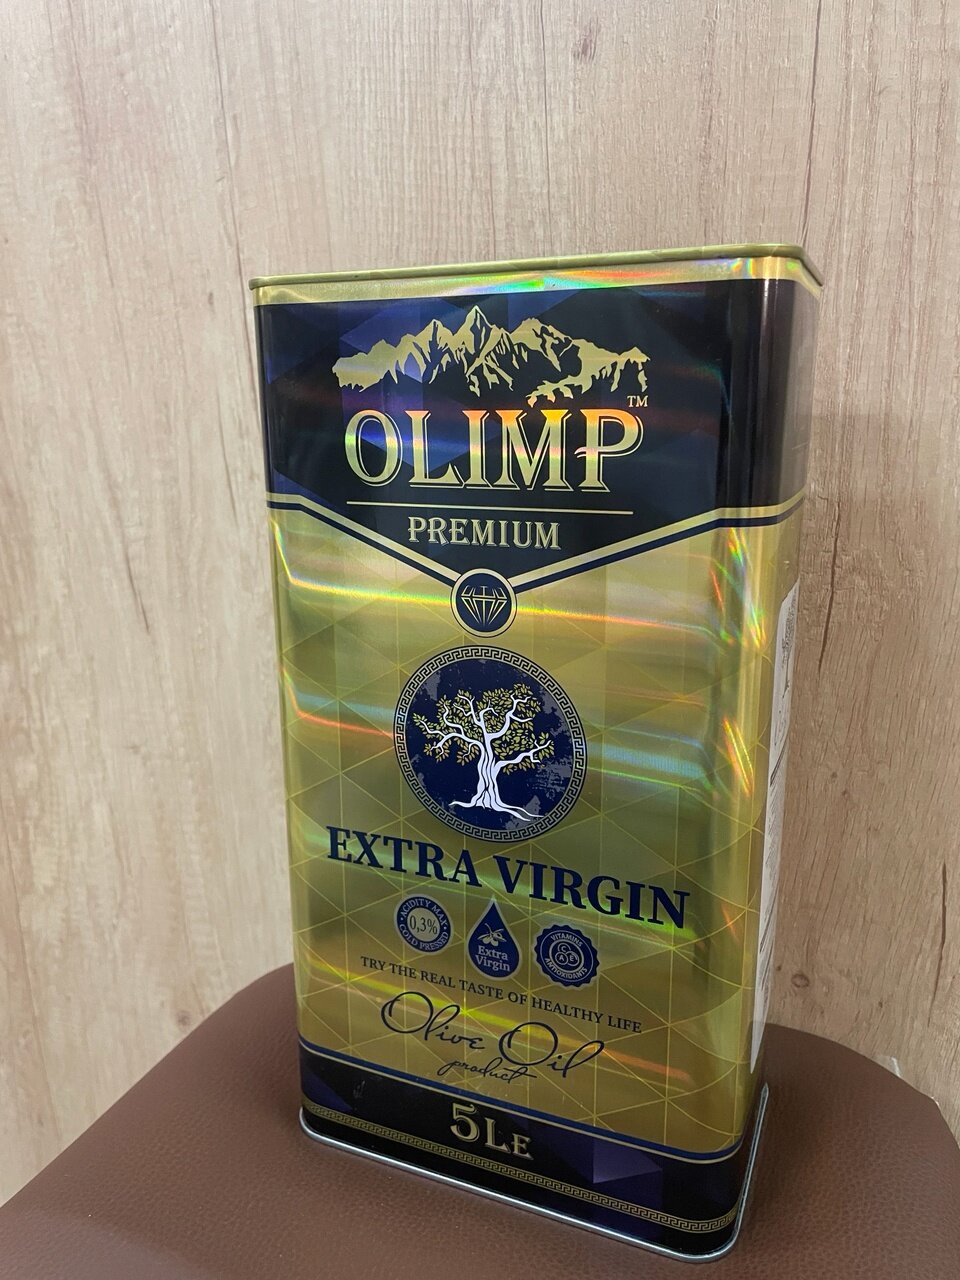 OLIMP™
PREMIUM
EXTRA VIRGIN
ACIDITY MAX
0,3%
COLD PRESSED
Extra
Virgin
VITAMINS
A E
ANTIOXIDANTS
TRY THE REAL TASTE OF HEALTHY LIFE
Olive Oil
product
5LE